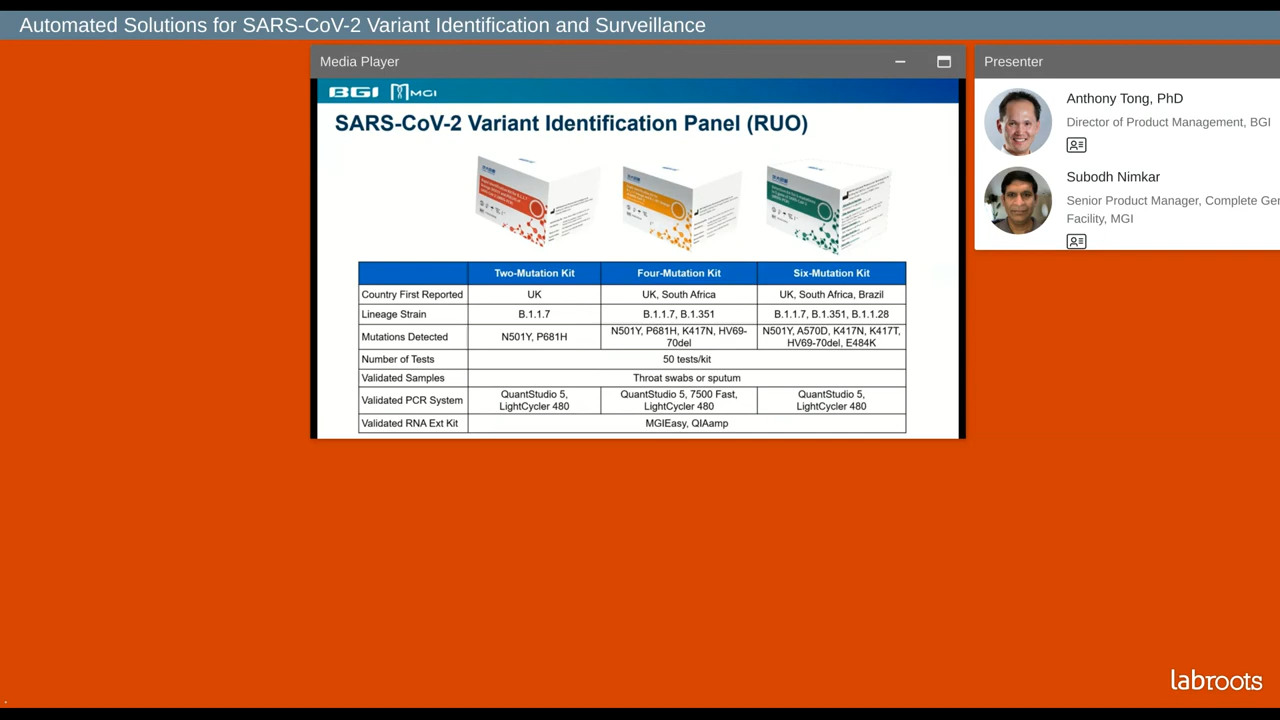 Automated Solutions for SARS-CoV-2 Variant Identification and Surveillance
Media Player
BGI MGI
SARS-CoV-2 Variant Identification Panel (RUO)
Two-Mutation Kit Four-Mutation Kit Six-Mutation Kit
Country First Reported UK UK, South Africa UK, South Africa, Brazil
Lineage Strain B.1.1.7 B.1.1.7, B.1.351 B.1.1.7, B.1.351, B.1.1.28
Mutations Detected N501Y, P681H N501Y, P681H, K417N, HV69-
70del N501Y, A570D, K417N, K417T,
HV69-70del, E484K
Number of Tests 50 tests/kit
Validated Samples Throat swabs or sputum
Validated PCR System QuantStudio 5,
LightCycler 480 QuantStudio 5, 7500 Fast,
LightCycler 480 QuantStudio 5,
LightCycler 480
Validated RNA Ext Kit MGIEasy, QIAamp
Presenter
Anthony Tong, PhD
Director of Product Management, BGI
Subodh Nimkar
Senior Product Manager, Complete Ger
Facility, MGI
labroots